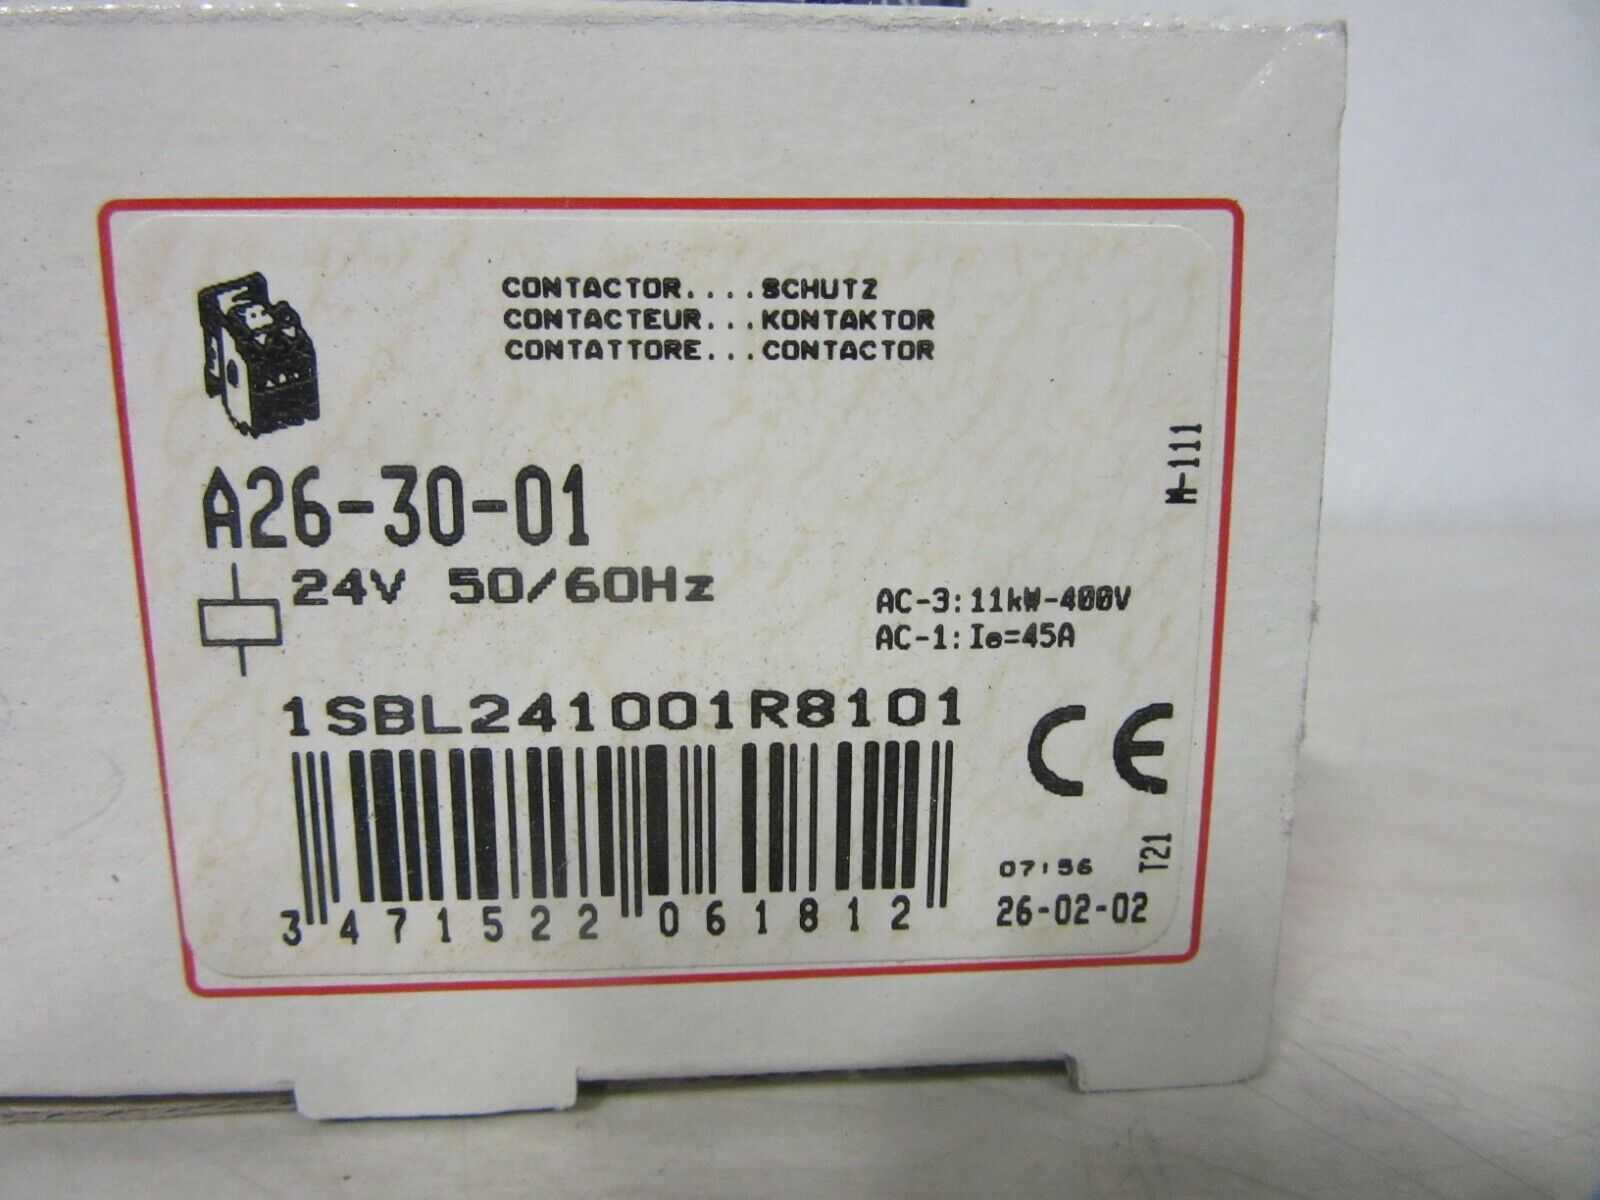 CONTACTOR....SCHUTZ
CONTACTEUR...KONTAKTOR
CONTATTORE...CONTACTOR
M-111
A26-30-01
24V 50/60Hz
AC-3:11kW-400V
AC-1:Ie=45A
1SBL241001R8101
CE
3 471522 061812
07:56
T21
26-02-02